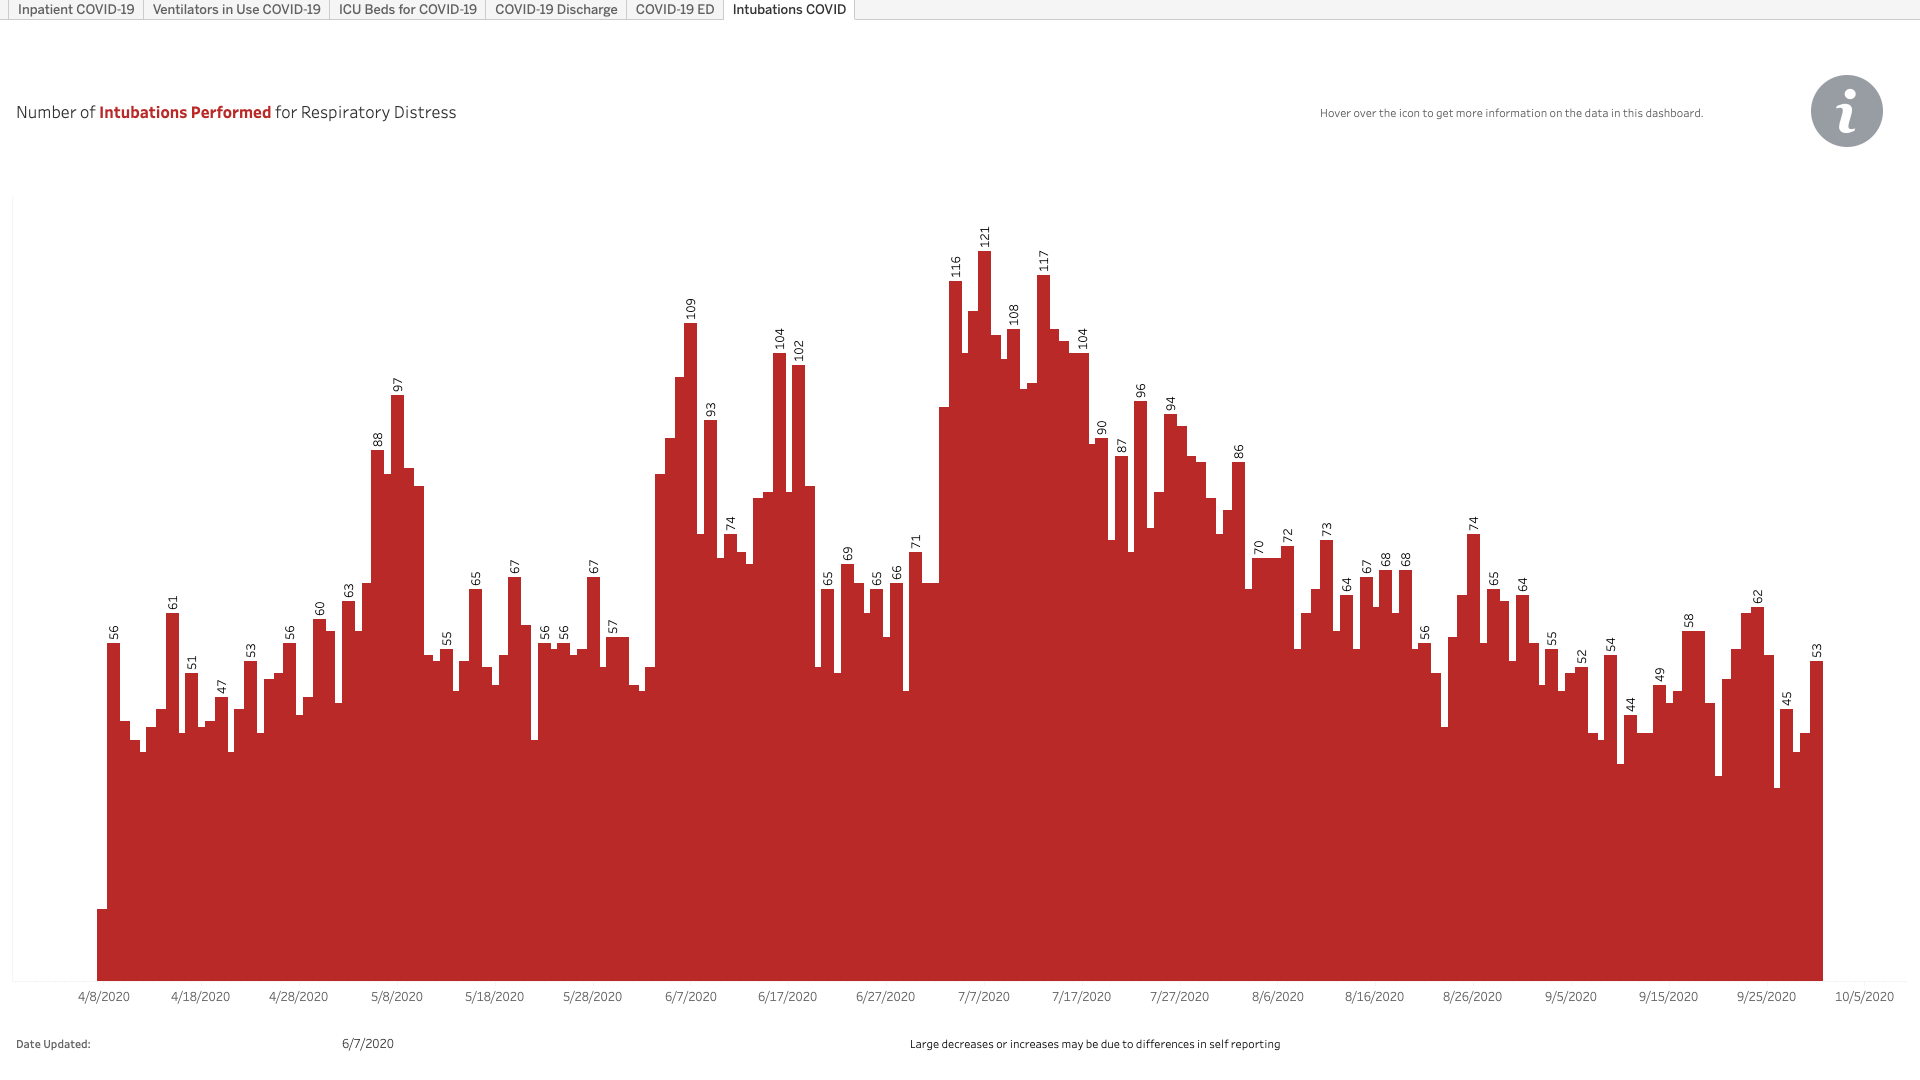 Inpatient COVID-19 Ventilators in Use COVID-19 ICU Beds for COVID-19 COVID-19 Discharge COVID-19 ED Intubations COVID
Number of Intubations Performed for Respiratory Distress
Hover over the icon to get more information on the data in this dashboard.
i
56 61 51 47 53 56 60 63 88 97 55 65 67 56 56 67 57 109 93 74 104 102 65 69 65 66 71 116 121 108 117 104 90 87 96 94 86 70 72 73 64 67 68 68 56 74 65 64 55 52 54 44 49 58 62 45 53
4/8/2020 4/18/2020 4/28/2020 5/8/2020 5/18/2020 5/28/2020 6/7/2020 6/17/2020 6/27/2020 7/7/2020 7/17/2020 7/27/2020 8/6/2020 8/16/2020 8/26/2020 9/5/2020 9/15/2020 9/25/2020 10/5/2020
Date Updated: 6/7/2020
Large decreases or increases may be due to differences in self reporting